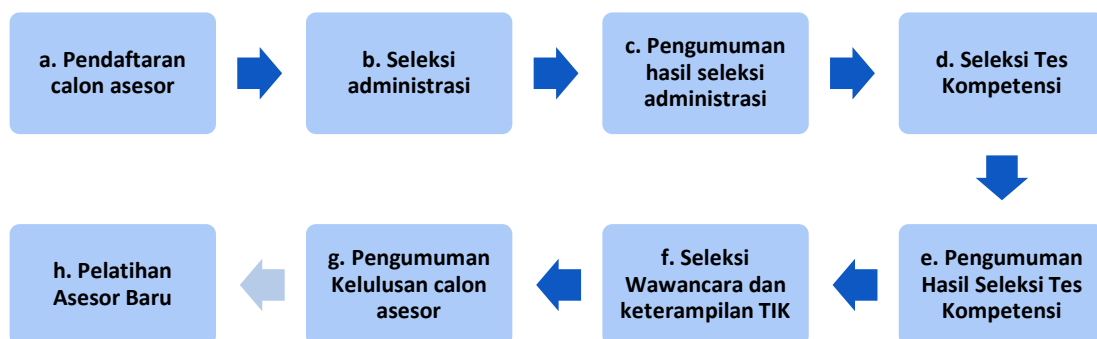 a. Pendaftaran
calon asesor
b. Seleksi
administrasi
c. Pengumuman
hasil seleksi
administrasi
d. Seleksi Tes
Kompetensi
e. Pengumuman
Hasil Seleksi Tes
Kompetensi
f. Seleksi
Wawancara dan
keterampilan TIK
g. Pengumuman
Kelulusan calon
asesor
h. Pelatihan
Asesor Baru